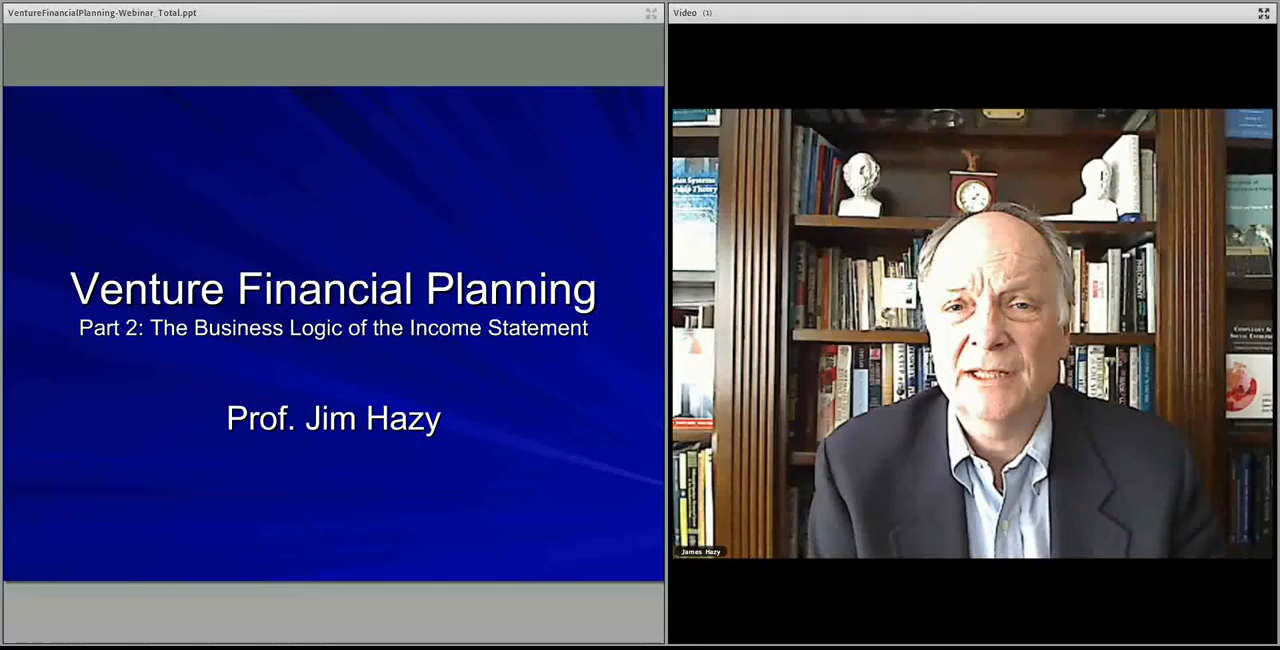 VentureFinancialPlanning-Webinar_Total.ppt
Video (1)
Venture Financial Planning
Part 2: The Business Logic of the Income Statement
Prof. Jim Hazy
James Hazy